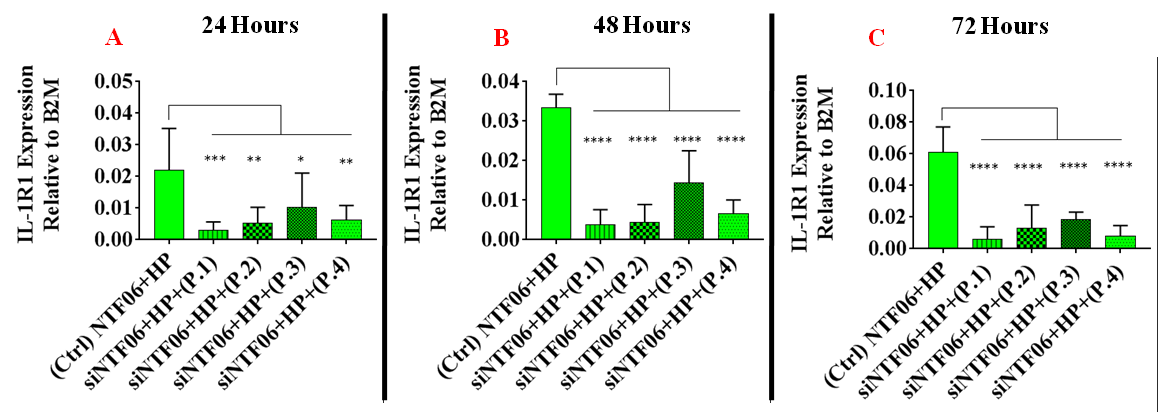 A
24 Hours
IL-1R1 Expression
Relative to B2M
0.05
0.04
0.03
0.02
0.01
0.00
***
**
*
**
(Ctrl) NTF06+HP
siNTF06+HP+(P.1)
siNTF06+HP+(P.2)
siNTF06+HP+(P.3)
siNTF06+HP+(P.4)
B
48 Hours
IL-1R1 Expression
Relative to B2M
0.04
0.03
0.02
0.01
0.00
****
****
****
****
(Ctrl) NTF06+HP
siNTF06+HP+(P.1)
siNTF06+HP+(P.2)
siNTF06+HP+(P.3)
siNTF06+HP+(P.4)
C
72 Hours
IL-1R1 Expression
Relative to B2M
0.10
0.08
0.06
0.04
0.02
0.00
****
****
****
****
(Ctrl) NTF06+HP
siNTF06+HP+(P.1)
siNTF06+HP+(P.2)
siNTF06+HP+(P.3)
siNTF06+HP+(P.4)